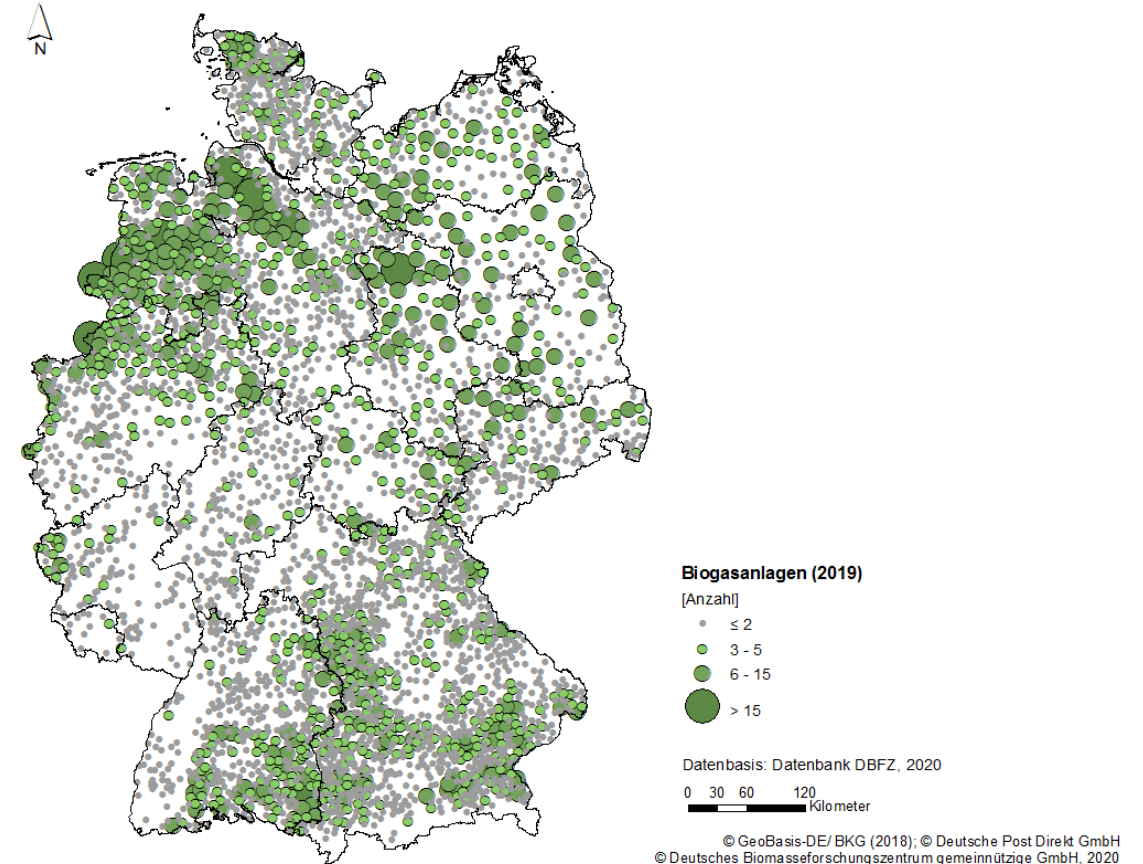 N
Biogasanlagen (2019)
[Anzahl]
≤ 2
3 - 5
6 - 15
> 15
Datenbasis: Datenbank DBFZ, 2020
0 30 60 120
Kilometer
© GeoBasis-DE/ BKG (2018); © Deutsche Post Direkt GmbH
© Deutsches Biomasseforschungszentrum gemeinnützige GmbH, 2020